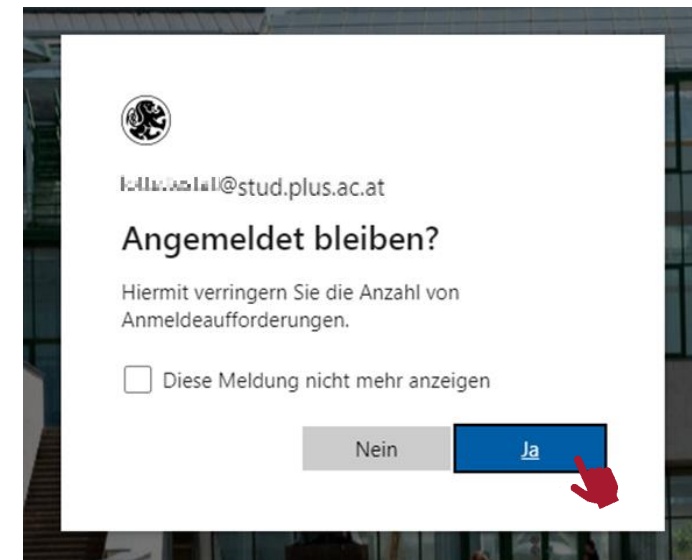 @stud.plus.ac.at
Angemeldet bleiben?
Hiermit verringern Sie die Anzahl von
Anmeldeaufforderungen.
Diese Meldung nicht mehr anzeigen
Nein
Ja